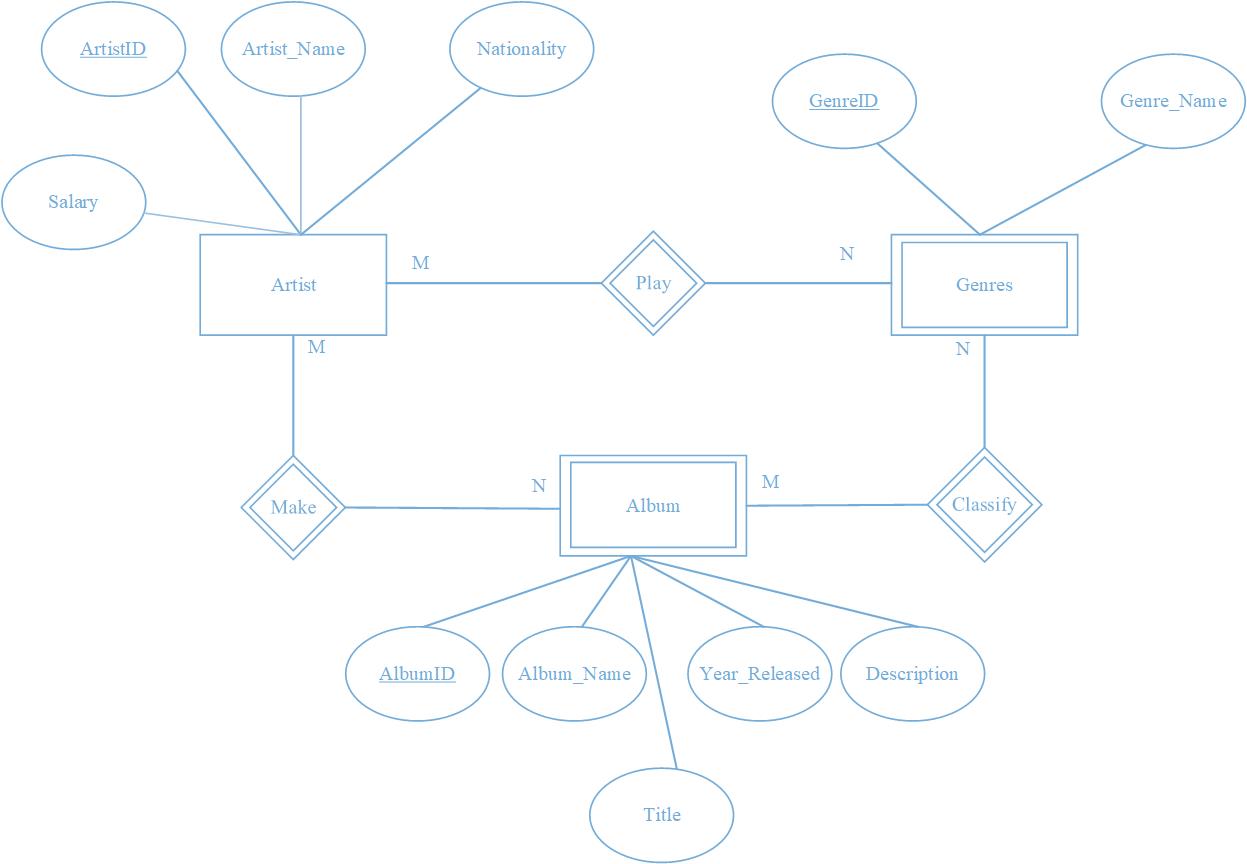 ArtistID
Artist_Name
Nationality
GenreID
Genre_Name
Salary
M
N
Artist
Play
Genres
M
N
N
M
Make
Album
Classify
AlbumID
Album_Name
Year_Released
Description
Title